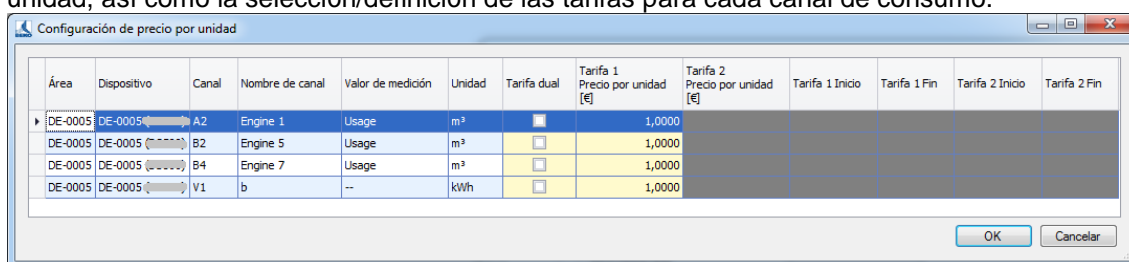 unidad, así como la selección/definición de las tarifas para cada canal de consumo.
Configuración de precio por unidad
Área Dispositivo Canal Nombre de canal Valor de medición Unidad Tarifa dual Tarifa 1 Precio por unidad [€] Tarifa 2 Precio por unidad [€] Tarifa 1 Inicio Tarifa 1 Fin Tarifa 2 Inicio Tarifa 2 Fin
DE-0005 DE-0005 A2 Engine 1 Usage m³ 1,0000
DE-0005 DE-0005 B2 Engine 5 Usage m³ 1,0000
DE-0005 DE-0005 B4 Engine 7 Usage m³ 1,0000
DE-0005 DE-0005 V1 b -- kWh 1,0000
OK Cancelar